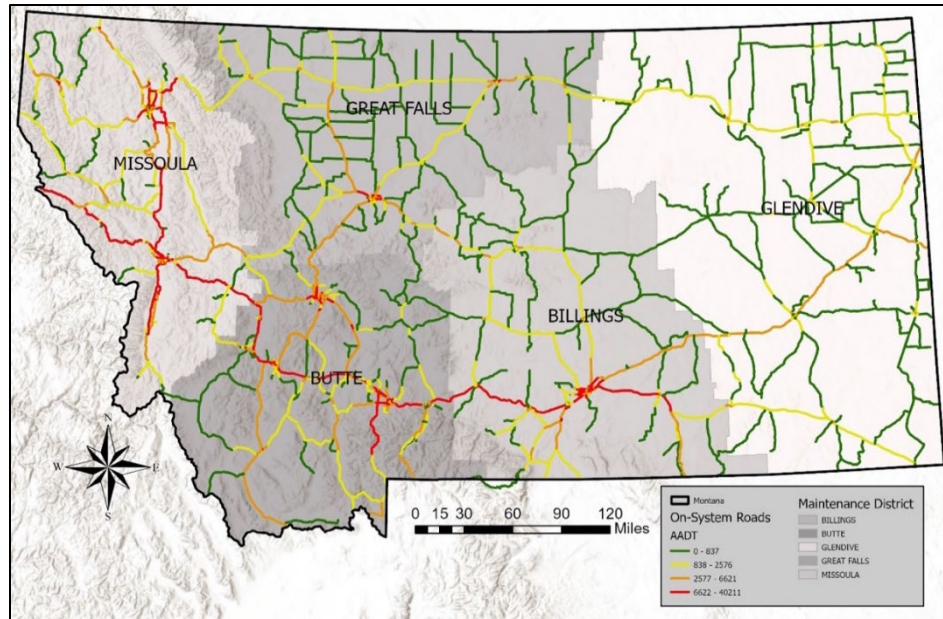 GREAT FALLS
MISSOULA
GLENDIVE
BILLINGS
BUTTE
N
W
E
S
0 15 30 60 90 120
Miles
Montana
On-System Roads
AADT
0 - 837
838 - 2576
2577 - 6621
6622 - 40211
Maintenance District
BILLINGS
BUTTE
GLENDIVE
GREAT FALLS
MISSOULA